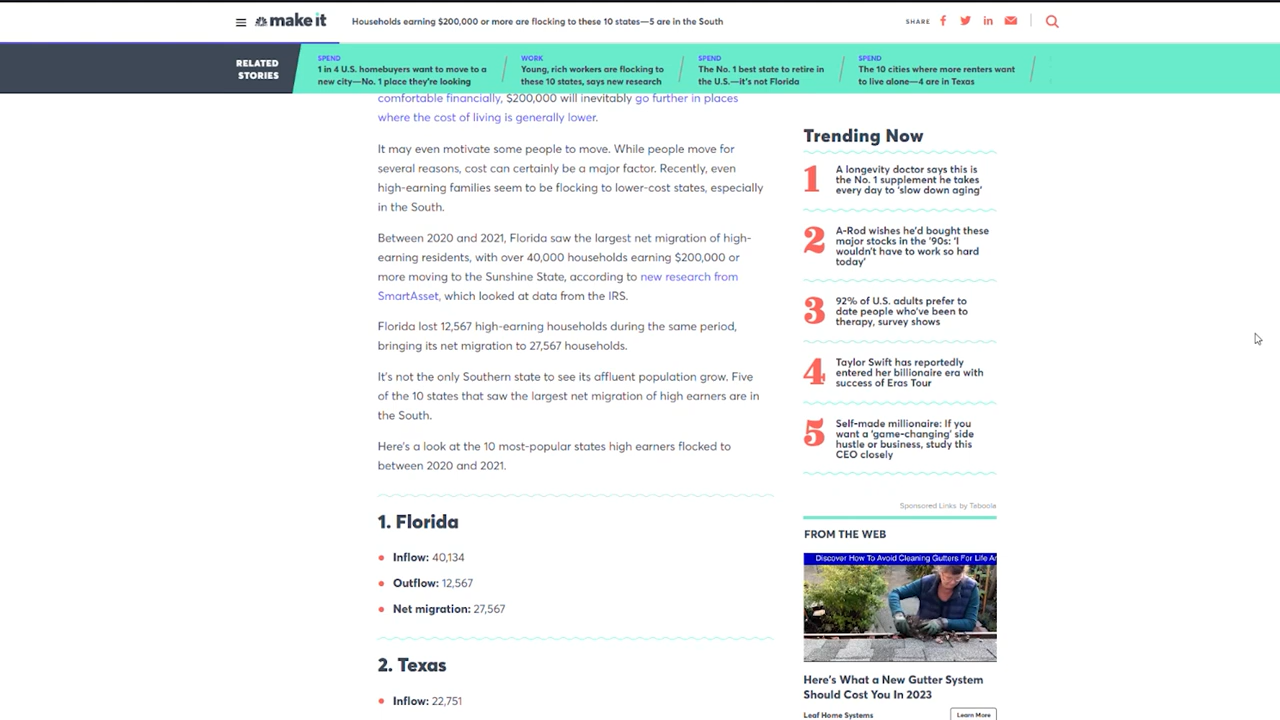 make it
Households earning $200,000 or more are flocking to these 10 states—5 are in the South
SHARE
RELATED
STORIES
SPEND
1 in 4 U.S. homebuyers want to move to a
new city—No. 1 place they're looking
WORK
Young, rich workers are flocking to
these 10 states, says new research
SPEND
The No. 1 best state to retire in
the U.S.—it's not Florida
SPEND
The 10 cities where more renters want
to live alone—4 are in Texas
comfortable financially, $200,000 will inevitably go further in places
where the cost of living is generally lower.
It may even motivate some people to move. While people move for
several reasons, cost can certainly be a major factor. Recently, even
high-earning families seem to be flocking to lower-cost states, especially
in the South.
Between 2020 and 2021, Florida saw the largest net migration of high-
earning residents, with over 40,000 households earning $200,000 or
more moving to the Sunshine State, according to new research from
SmartAsset, which looked at data from the IRS.
Florida lost 12,567 high-earning households during the same period,
bringing its net migration to 27,567 households.
It's not the only Southern state to see its affluent population grow. Five
of the 10 states that saw the largest net migration of high earners are in
the South.
Here's a look at the 10 most-popular states high earners flocked to
between 2020 and 2021.
1. Florida
Inflow: 40,134
Outflow: 12,567
Net migration: 27,567
2. Texas
Inflow: 22,751
Trending Now
1
A longevity doctor says this is
the No. 1 supplement he takes
every day to 'slow down aging'
2
A-Rod wishes he'd bought these
major stocks in the '90s: 'I
wouldn't have to work so hard
today'
3
92% of U.S. adults prefer to
date people who've been to
therapy, survey shows
4
Taylor Swift has reportedly
entered her billionaire era with
success of Eras Tour
5
Self-made millionaire: If you
want a 'game-changing' side
hustle or business, study this
CEO closely
Sponsored Links by Taboola
FROM THE WEB
Discover How To Avoid Cleaning Gutters For Life Ar
Here's What a New Gutter System
Should Cost You In 2023
Leaf Home Systems
Learn More